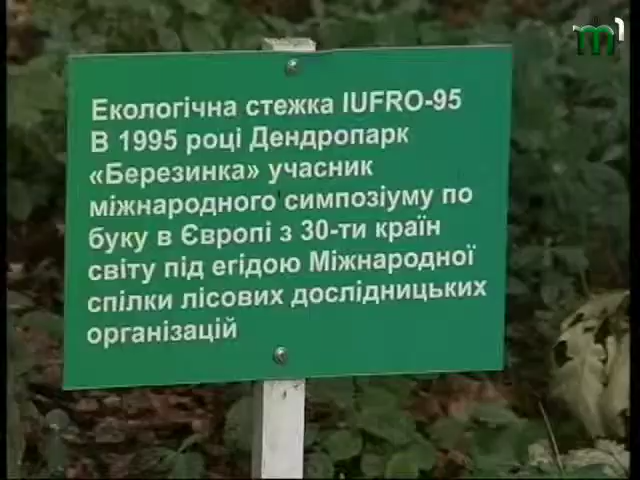 m1
Екологічна стежка IUFRO-95
В 1995 році Дендропарк
«Березинка» учасник
міжнародного симпозіуму по
буку в Європі з 30-ти країн
світу під егідою Міжнародної
спілки лісових дослідницьких
організацій